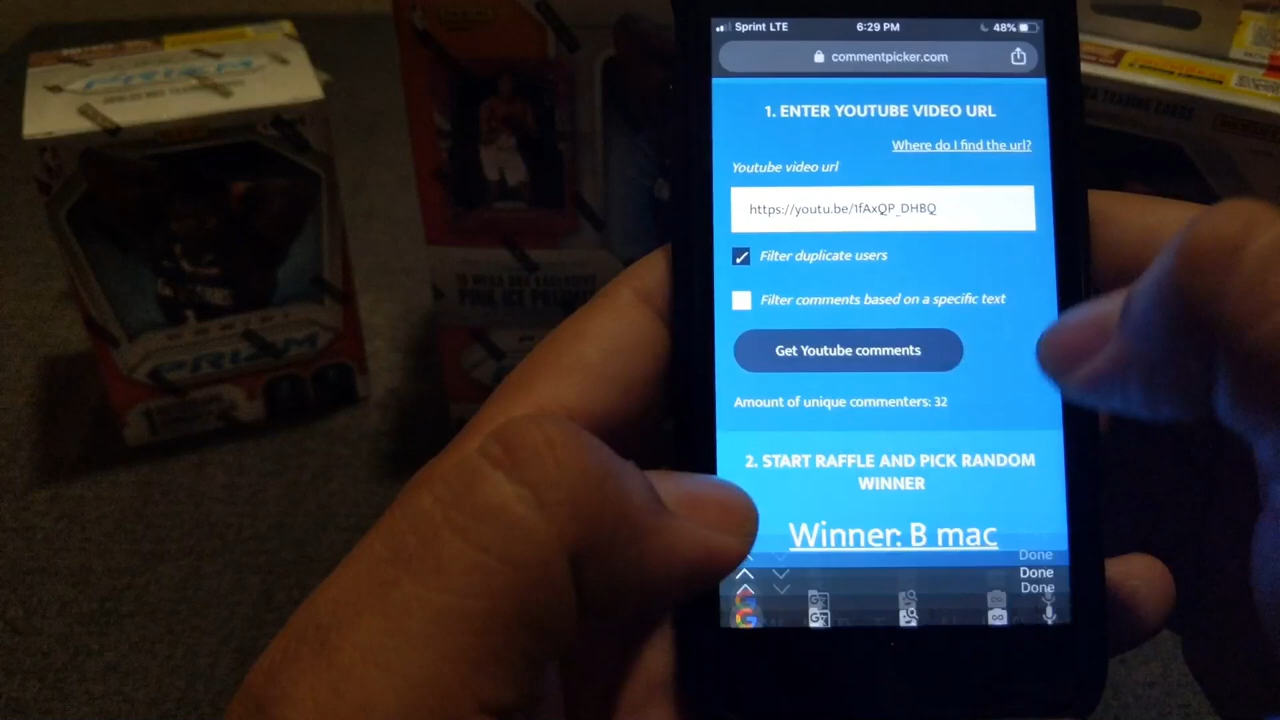 Sprint LTE
6:29 PM
48%
commentpicker.com
1. ENTER YOUTUBE VIDEO URL
Where do I find the url?
Youtube video url
https://youtu.be/1fAxQP_DHBQ
Filter duplicate users
Filter comments based on a specific text
Get Youtube comments
Amount of unique commenters: 32
2. START RAFFLE AND PICK RANDOM
WINNER
Winner: B mac
Done
Done
Done
PRIZM
PRIZM